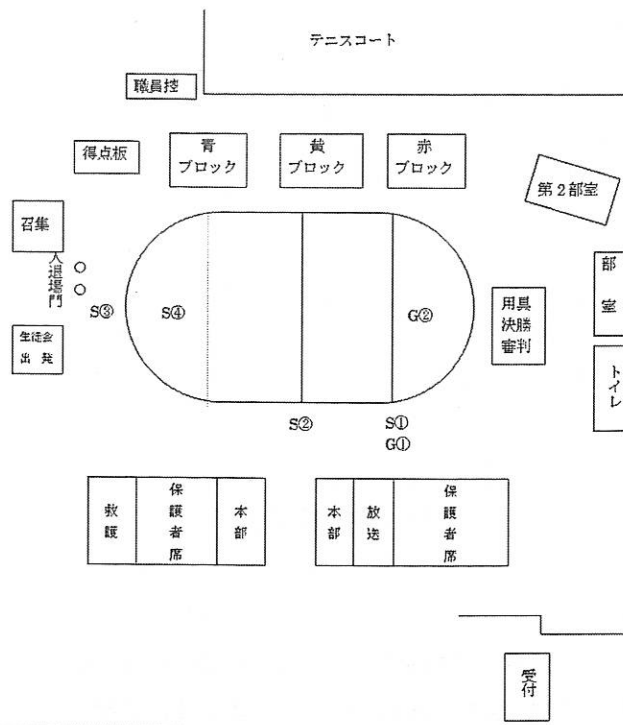 テニスコート
職員控
得点板
青
ブロック
黄
ブロック
赤
ブロック
第2部室
召集
入退場門
S③
S④
G②
用具
決勝
審判
部室
生徒会
出発
トイレ
S②
S①
G①
救護
保護者席
本部
本部
放送
保護者席
受付